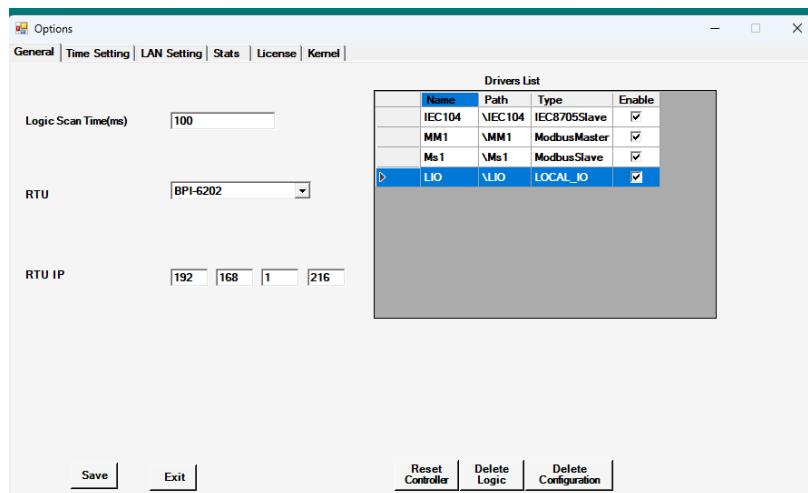 Options
General Time Setting LAN Setting Stats License Kernel
Drivers List
Name Path Type Enable
IEC104 \IEC104 IEC8705Slave
MM1 \MM1 ModbusMaster
Ms1 \Ms1 ModbusSlave
LIO \LIO LOCAL_IO
Logic Scan Time(ms) 100
RTU BPI-6202
RTU IP 192 168 1 216
Save Exit
Reset Controller
Delete Logic
Delete Configuration